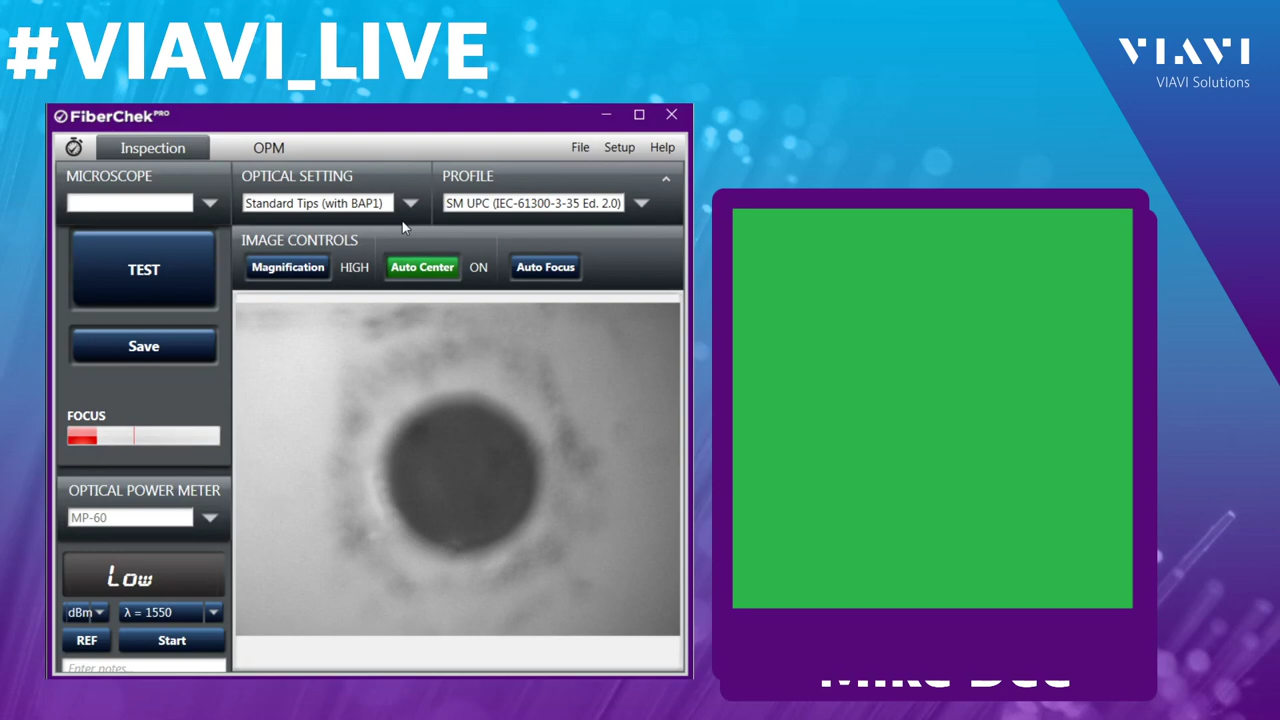 #VIAVI_LIVE
VIAVI
VIAVI Solutions
FiberChekPRO
Inspection
OPM
File
Setup
Help
MICROSCOPE
OPTICAL SETTING
PROFILE
Standard Tips (with BAP1)
SM UPC (IEC-61300-3-35 Ed. 2.0)
IMAGE CONTROLS
TEST
Magnification
HIGH
Auto Center
ON
Auto Focus
Save
FOCUS
OPTICAL POWER METER
MP-60
Low
dBm
λ = 1550
REF
Start
Enter notes...